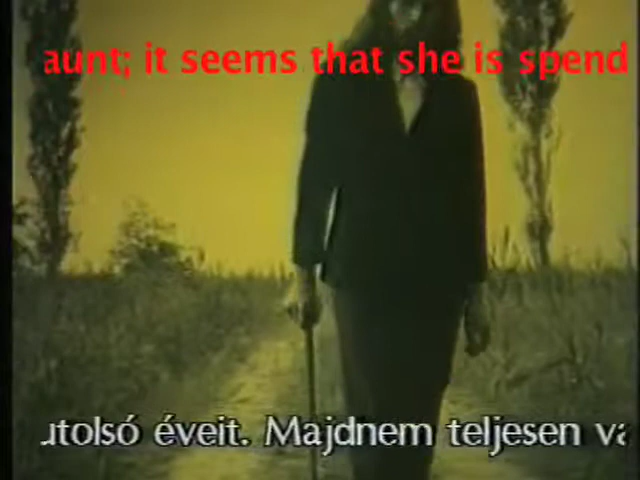 aunt; it seems that she is spend
utolsó éveit. Majdnem teljesen va